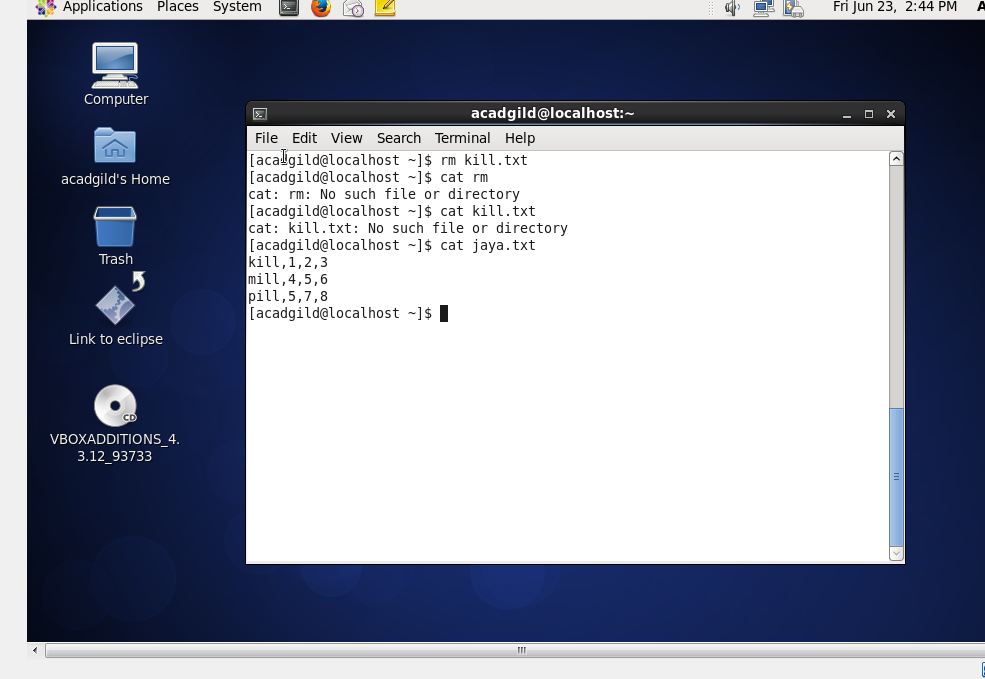 Applications Places System Fri Jun 23, 2:44 PM A
Computer
acadgild's Home
Trash
Link to eclipse
VBOXADDITIONS_4.
3.12_93733
CD
acadgild@localhost:~
File Edit View Search Terminal Help
[acadgild@localhost ~]$ rm kill.txt
[acadgild@localhost ~]$ cat rm
cat: rm: No such file or directory
[acadgild@localhost ~]$ cat kill.txt
cat: kill.txt: No such file or directory
[acadgild@localhost ~]$ cat jaya.txt
kill,1,2,3
mill,4,5,6
pill,5,7,8
[acadgild@localhost ~]$